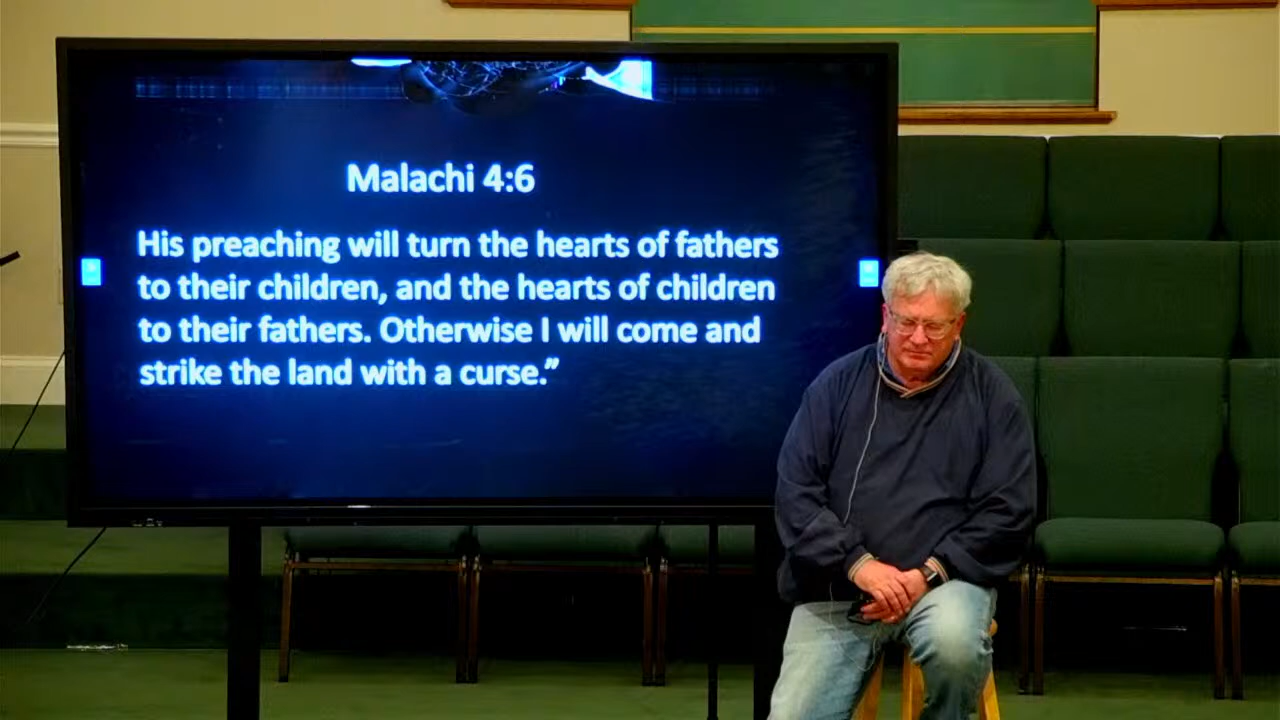 Malachi 4:6
His preaching will turn the hearts of fathers
to their children, and the hearts of children
to their fathers. Otherwise I will come and
strike the land with a curse.”